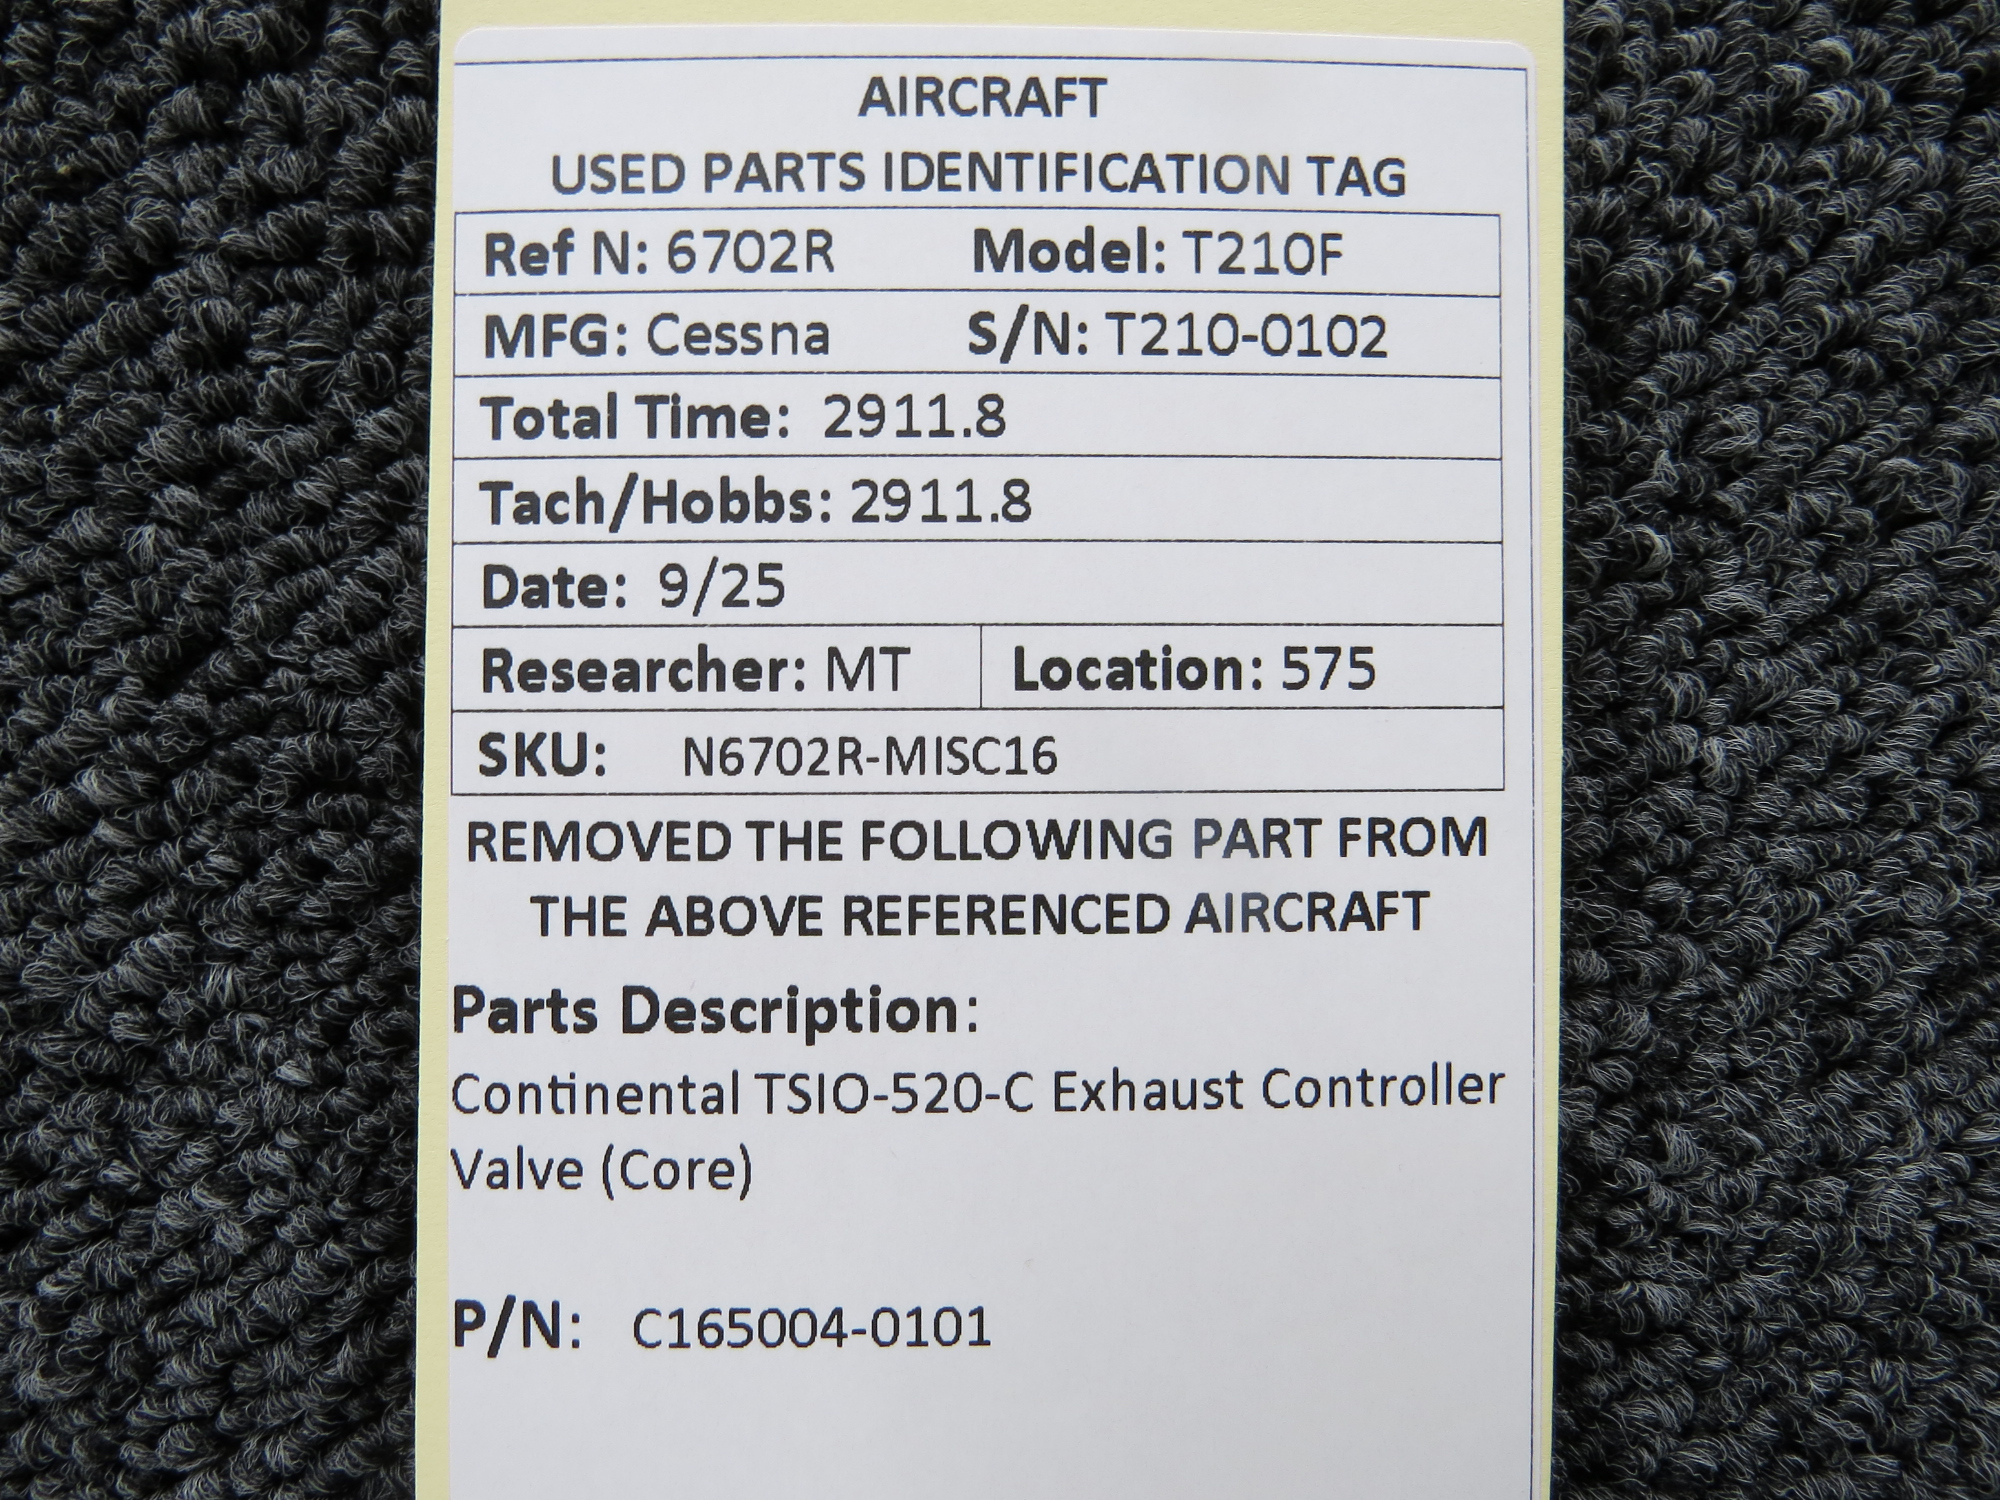 AIRCRAFT
USED PARTS IDENTIFICATION TAG
Ref N: 6702R Model: T210F
MFG: Cessna S/N: T210-0102
Total Time: 2911.8
Tach/Hobbs: 2911.8
Date: 9/25
Researcher: MT Location: 575
SKU: N6702R-MISC16
REMOVED THE FOLLOWING PART FROM
THE ABOVE REFERENCED AIRCRAFT
Parts Description:
Continental TSIO-520-C Exhaust Controller
Valve (Core)
P/N: C165004-0101